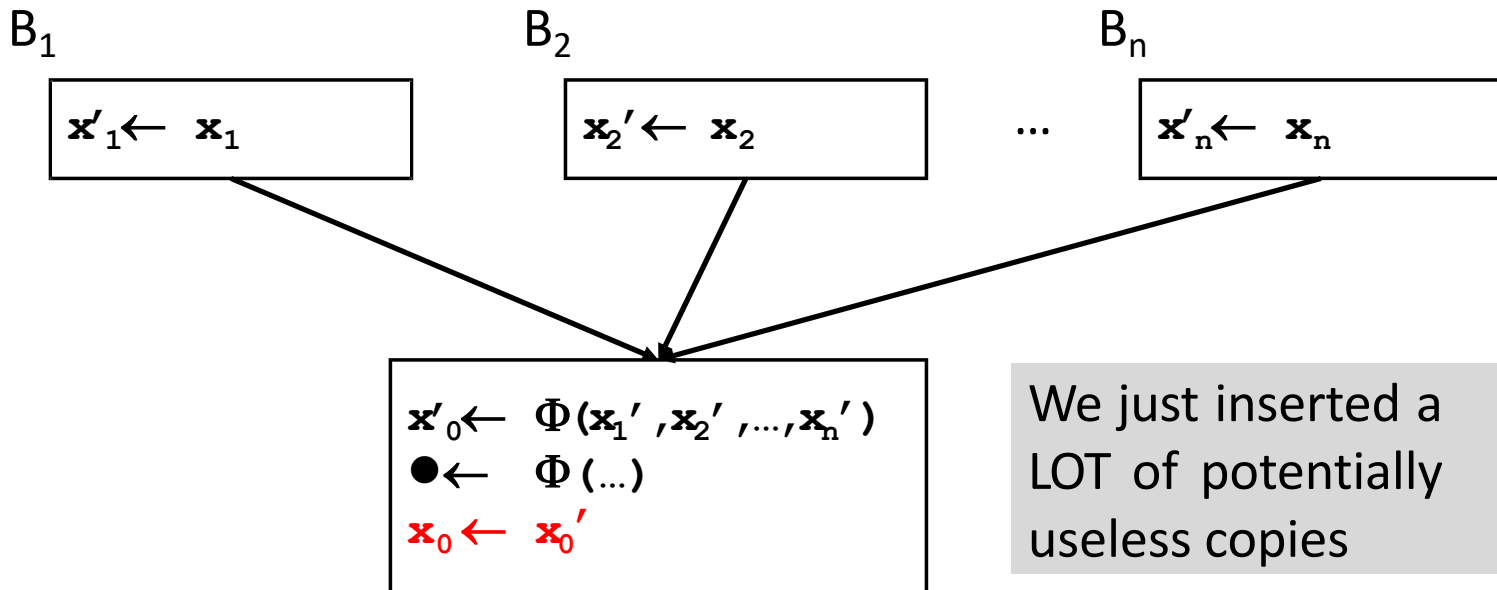 B₁ B₂ Bₙ
x′₁← x₁ x₂′← x₂ … x′ₙ← xₙ
x′₀← Φ(x₁′,x₂′,…,xₙ′)
●← Φ(…)
x₀← x₀′
We just inserted a
LOT of potentially
useless copies